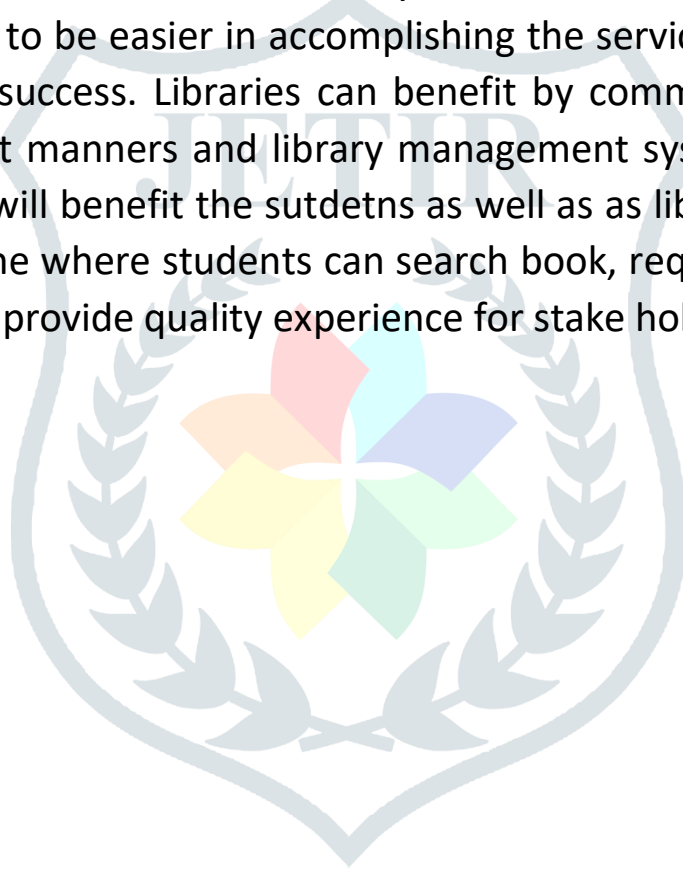 to be easier in accomplishing the servic
success. Libraries can benefit by comm
t manners and library management sys
will benefit the sutdetns as well as as lib
ne where students can search book, req
provide quality experience for stake hol
JETIR